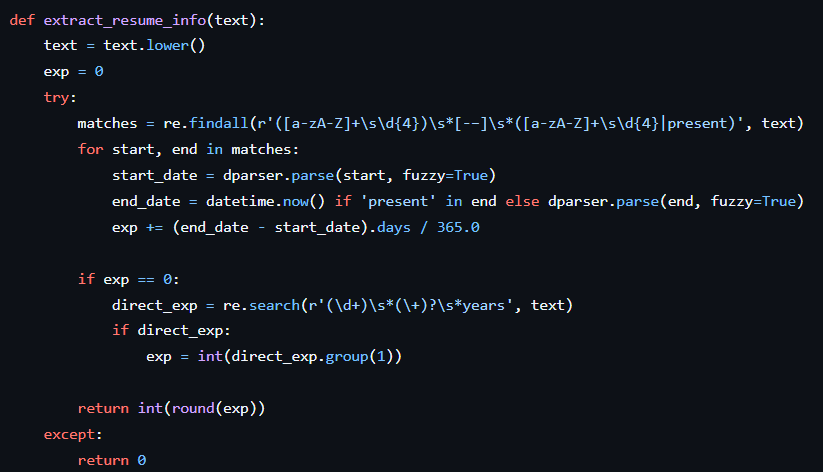 def extract_resume_info(text):
    text = text.lower()
    exp = 0
    try:
        matches = re.findall(r'([a-zA-Z]+\s\d{4})\s*[--]\s*([a-zA-Z]+\s\d{4}|present)', text)
        for start, end in matches:
            start_date = dparser.parse(start, fuzzy=True)
            end_date = datetime.now() if 'present' in end else dparser.parse(end, fuzzy=True)
            exp += (end_date - start_date).days / 365.0

        if exp == 0:
            direct_exp = re.search(r'(\d+)\s*(\+)?\s*years', text)
            if direct_exp:
                exp = int(direct_exp.group(1))

        return int(round(exp))
    except:
        return 0